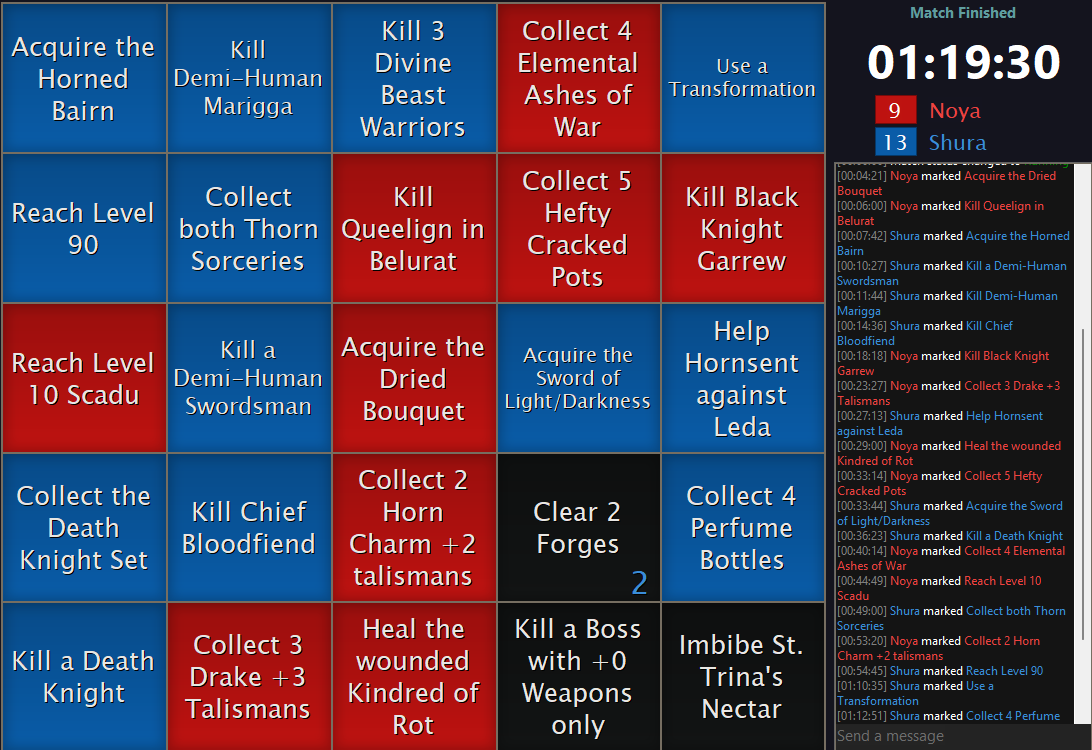 Acquire the
Horned
Bairn
Kill
Demi-Human
Marigga
Kill 3
Divine
Beast
Warriors
Collect 4
Elemental
Ashes of
War
Use a
Transformation
Reach Level
90
Collect
both Thorn
Sorceries
Kill
Queelign in
Belurat
Collect 5
Hefty
Cracked
Pots
Kill Black
Knight
Garrew
Reach Level
10 Scadu
Kill a
Demi-Human
Swordsman
Acquire the
Dried
Bouquet
Acquire the
Sword of
Light/Darkness
Help
Hornsent
against
Leda
Collect the
Death
Knight Set
Kill Chief
Bloodfiend
Collect 2
Horn
Charm +2
talismans
Clear 2
Forges
2
Collect 4
Perfume
Bottles
Kill a Death
Knight
Collect 3
Drake +3
Talismans
Heal the
wounded
Kindred of
Rot
Kill a Boss
with +0
Weapons
only
Imbibe St.
Trina's
Nectar
Match Finished
01:19:30
9 Noya
13 Shura
[00:04:21] Noya marked Acquire the Dried
Bouquet
[00:06:00] Noya marked Kill Queelign in
Belurat
[00:07:42] Shura marked Acquire the Horned
Bairn
[00:10:27] Shura marked Kill a Demi-Human
Swordsman
[00:11:44] Shura marked Kill Demi-Human
Marigga
[00:14:36] Shura marked Kill Chief
Bloodfiend
[00:18:18] Noya marked Kill Black Knight
Garrew
[00:23:27] Noya marked Collect 3 Drake +3
Talismans
[00:27:13] Shura marked Help Hornsent
against Leda
[00:29:00] Noya marked Heal the wounded
Kindred of Rot
[00:33:14] Noya marked Collect 5 Hefty
Cracked Pots
[00:33:44] Shura marked Acquire the Sword
of Light/Darkness
[00:36:23] Shura marked Kill a Death Knight
[00:40:14] Noya marked Collect 4 Elemental
Ashes of War
[00:44:49] Noya marked Reach Level 10
Scadu
[00:49:00] Shura marked Collect both Thorn
Sorceries
[00:53:20] Noya marked Collect 2 Horn
Charm +2 talismans
[00:54:45] Shura marked Reach Level 90
[01:10:35] Shura marked Use a
Transformation
[01:12:51] Shura marked Collect 4 Perfume
Send a message